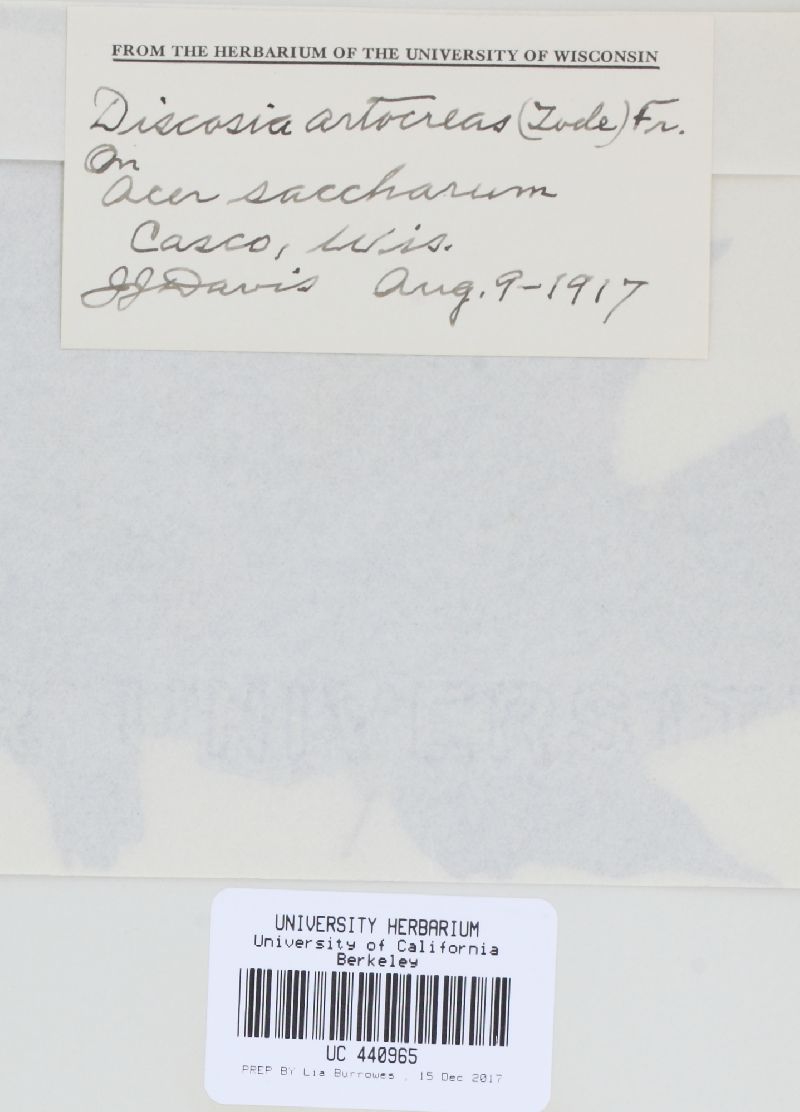 FROM THE HERBARIUM OF THE UNIVERSITY OF WISCONSIN
Discosia artocreas (Tode) Fr.
On
Acer saccharum
Casco, Wis.
JJ Davis Aug. 9-1917
UNIVERSITY HERBARIUM
University of California
Berkeley
UC 440965
PREP BY Lia Burrowes , 15 Dec 2017